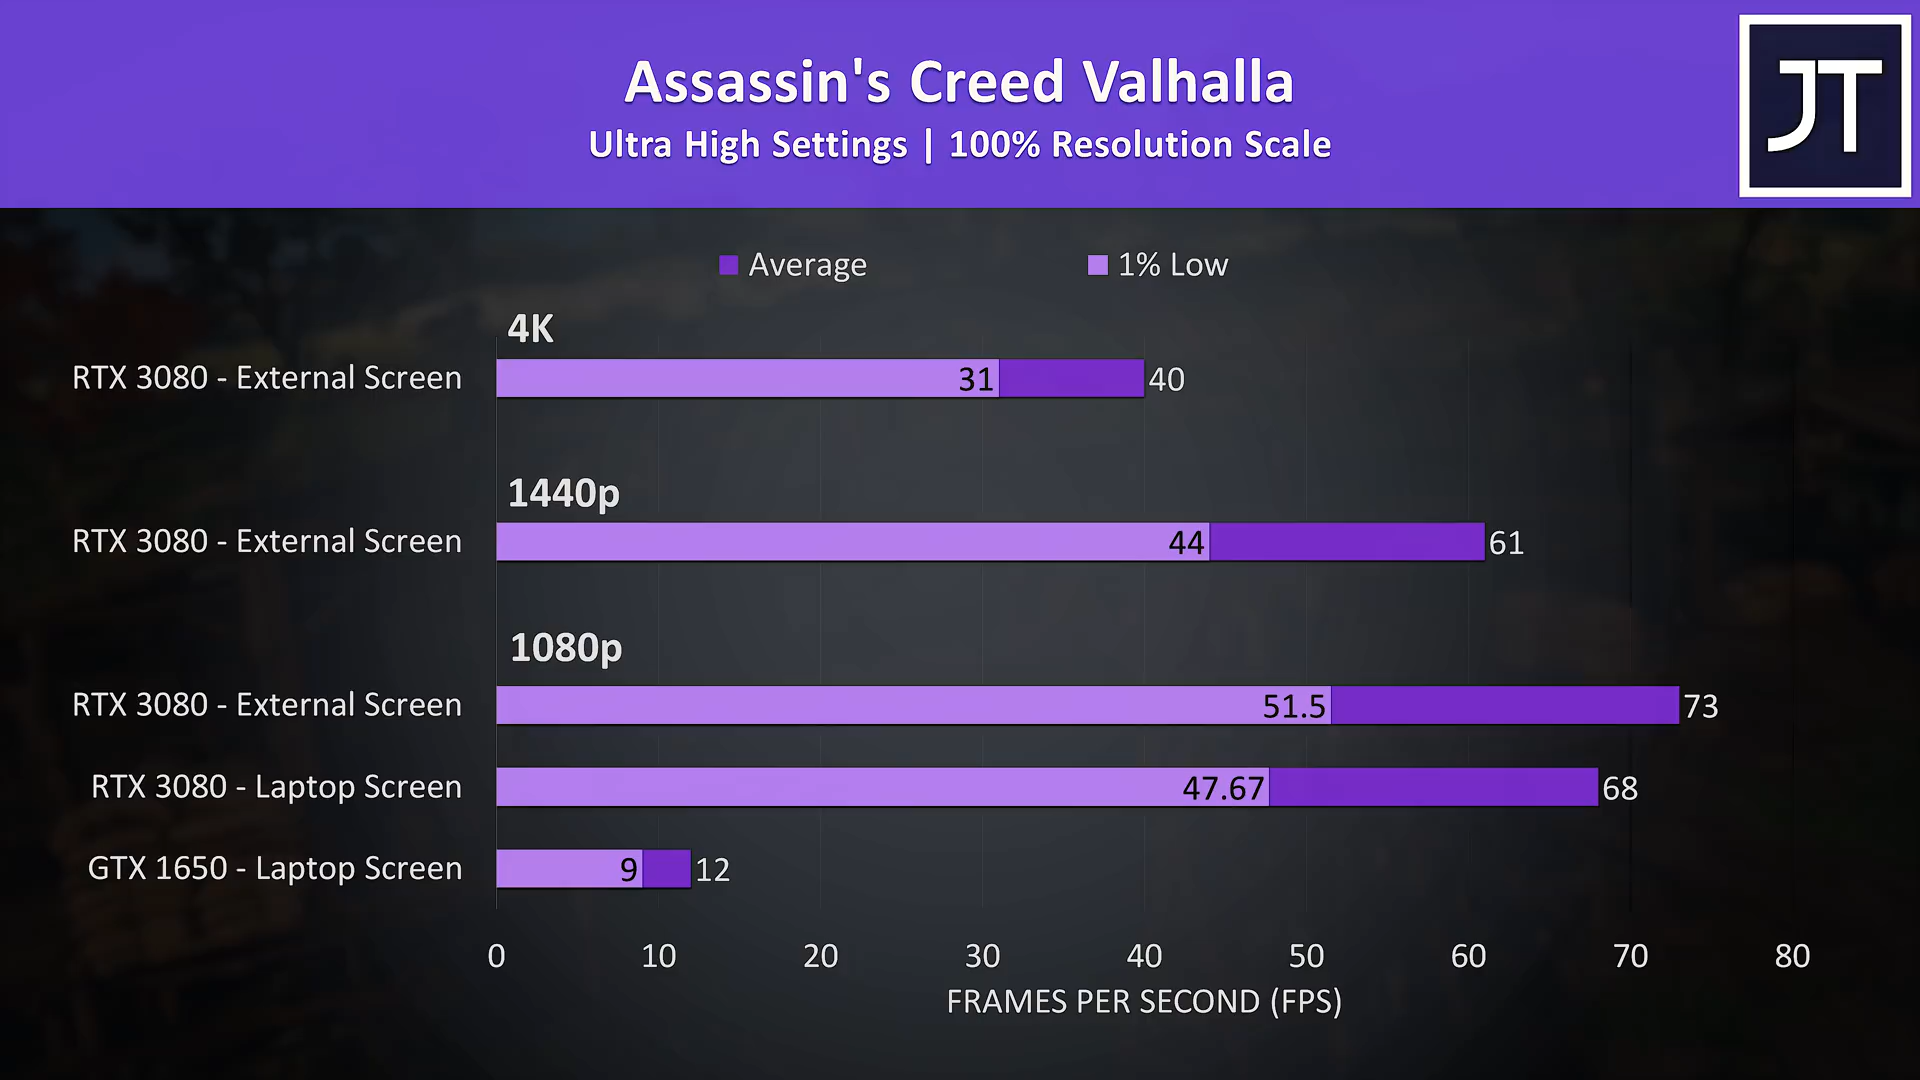 Assassin's Creed Valhalla
Ultra High Settings | 100% Resolution Scale
JT
Average 1% Low
4K
RTX 3080 - External Screen 31 40
1440p
RTX 3080 - External Screen 44 61
1080p
RTX 3080 - External Screen 51.5 73
RTX 3080 - Laptop Screen 47.67 68
GTX 1650 - Laptop Screen 9 12
0 10 20 30 40 50 60 70 80
FRAMES PER SECOND (FPS)